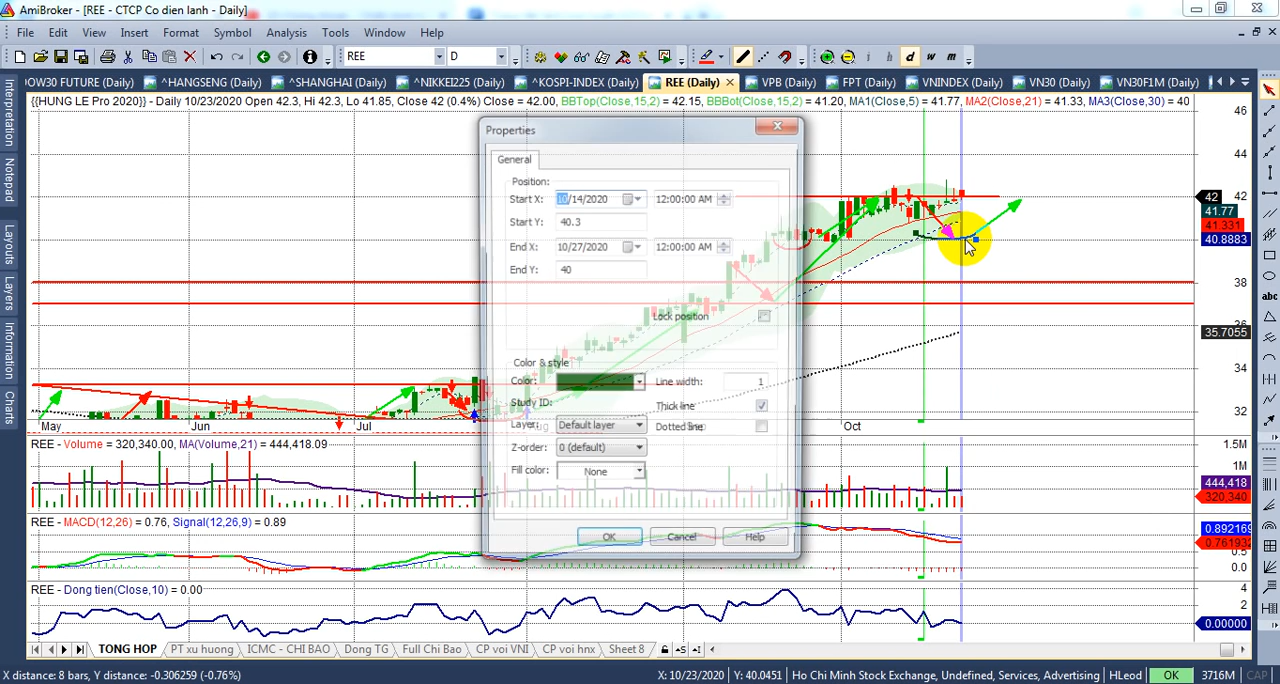 AmiBroker - [REE - CTCP Co dien lanh - Daily]
File Edit View Insert Format Symbol Analysis Tools Window Help
REE D d w m
OW30 FUTURE (Daily) ^HANGSENG (Daily) ^SHANGHAI (Daily) ^NIKKEI225 (Daily) ^KOSPI-INDEX (Daily) REE (Daily) VPB (Daily) FPT (Daily) VNINDEX (Daily) VN30 (Daily) VN30F1M (Daily)
{{HUNG LE Pro 2020}} - Daily 10/23/2020 Open 42.3, Hi 42.3, Lo 41.85, Close 42 (0.4%) Close = 42.00, BBTop(Close,15,2) = 42.15, BBBot(Close,15,2) = 41.20, MA1(Close,5) = 41.77, MA2(Close,21) = 41.33, MA3(Close,30) = 40
Interpretation
Notepad
Layouts
Layers
Information
Charts
46
44
42
41.77
41.331
40.8883
38
36
35.7055
34
32
abc
Properties
General
Position:
Start X: 10/14/2020 12:00:00 AM
Start Y: 40.3
End X: 10/27/2020 12:00:00 AM
End Y: 40
Lock position
Color & style
Color: Line width: 1
Study ID: Thick line
Layer: Default layer Dotted line
Z-order: 0 (default)
Fill color: None
OK Cancel Help
May Jun Jul Oct
REE - Volume = 320,340.00, MA(Volume,21) = 444,418.09
1.5M
1M
444,418
320,340
REE - MACD(12,26) = 0.76, Signal(12,26,9) = 0.89
0.892169
0.761932
0.5
0.0
REE - Dong tien(Close,10) = 0.00
4
2
0.00000
TONG HOP PT xu huong ICMC - CHI BAO Dong TG Full Chi Bao CP voi VNI CP voi hnx Sheet 8
X distance: 8 bars, Y distance: -0.306259 (-0.76%) X: 10/23/2020 Y: 40.0451 Ho Chi Minh Stock Exchange, Undefined, Services, Advertising HLeod OK 3716M CAP